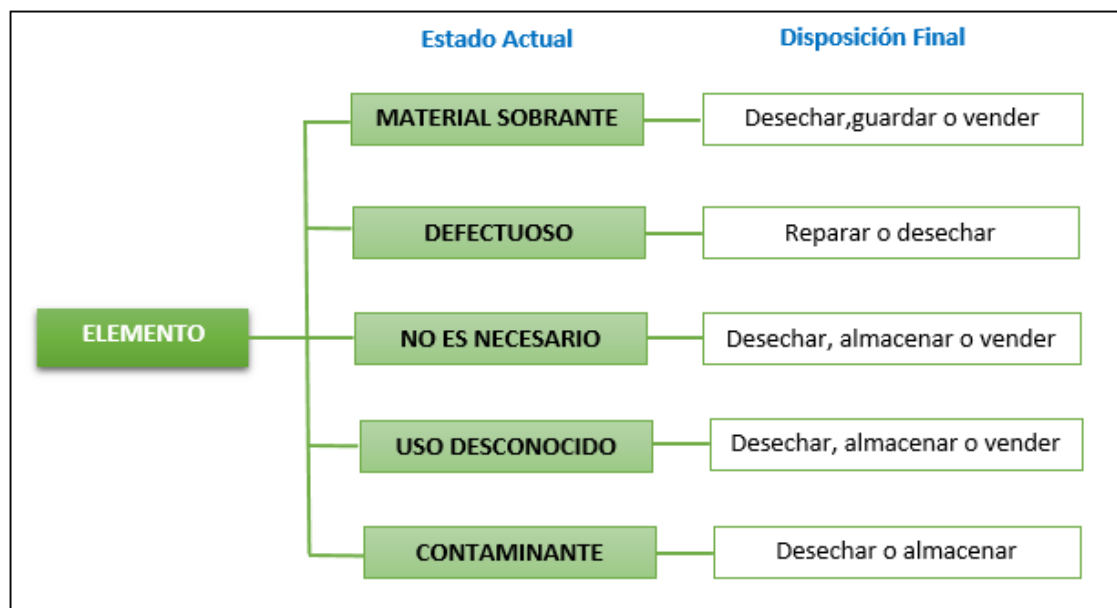 Estado Actual
Disposición Final
MATERIAL SOBRANTE
Desechar,guardar o vender
DEFECTUOSO
Reparar o desechar
ELEMENTO
NO ES NECESARIO
Desechar, almacenar o vender
USO DESCONOCIDO
Desechar, almacenar o vender
CONTAMINANTE
Desechar o almacenar